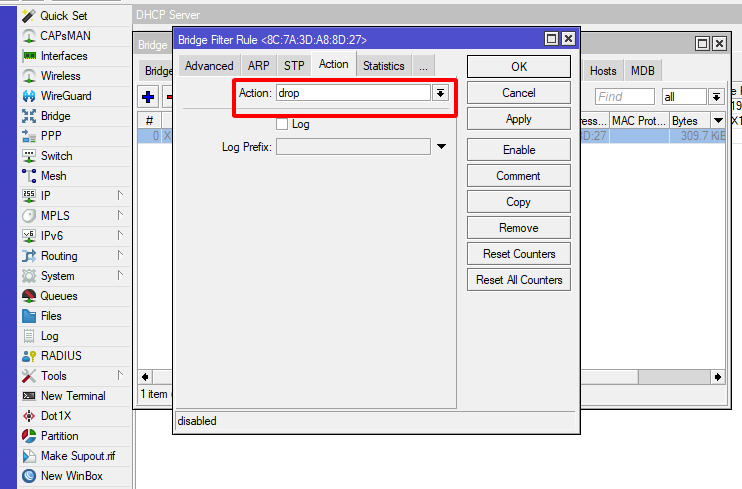 Quick Set
CAPsMAN
Interfaces
Wireless
WireGuard
Bridge
PPP
Switch
Mesh
IP
MPLS
IPv6
Routing
System
Queues
Files
Log
RADIUS
Tools
New Terminal
Dot1X
Partition
Make Supout.rif
New WinBox
DHCP Server
Bridge
Bridge
#
0 X
1 item
Bridge Filter Rule <8C:7A:3D:A8:8D:27>
Advanced ARP STP Action Statistics ...
Action: drop
Log
Log Prefix:
OK
Cancel
Apply
Enable
Comment
Copy
Remove
Reset Counters
Reset All Counters
disabled
Hosts MDB
Find all
ress... MAC Prot... Bytes
D:27 309.7 KiB